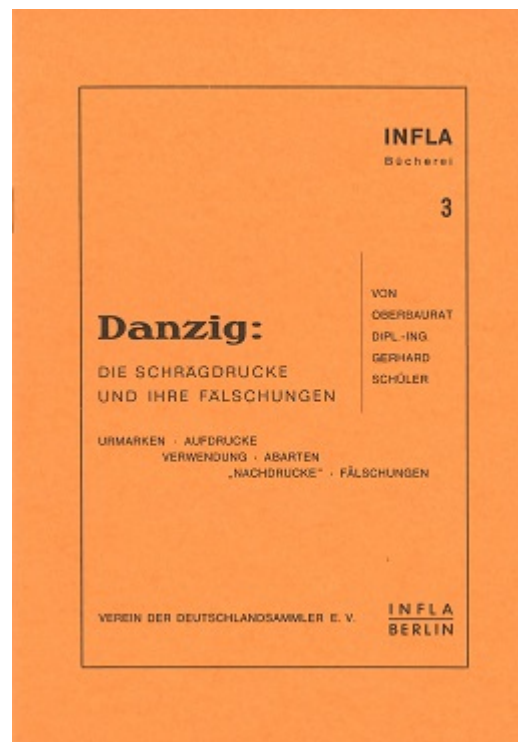 INFLA
Bücherei
3
VON
OBERBAURAT
DIPL.-ING.
GERHARD
SCHÜLER
Danzig:
DIE SCHRÄGDRUCKE
UND IHRE FÄLSCHUNGEN
URMARKEN · AUFDRUCKE
VERWENDUNG · ABARTEN
„NACHDRUCKE“ · FÄLSCHUNGEN
VEREIN DER DEUTSCHLANDSAMMLER E. V.
INFLA
BERLIN